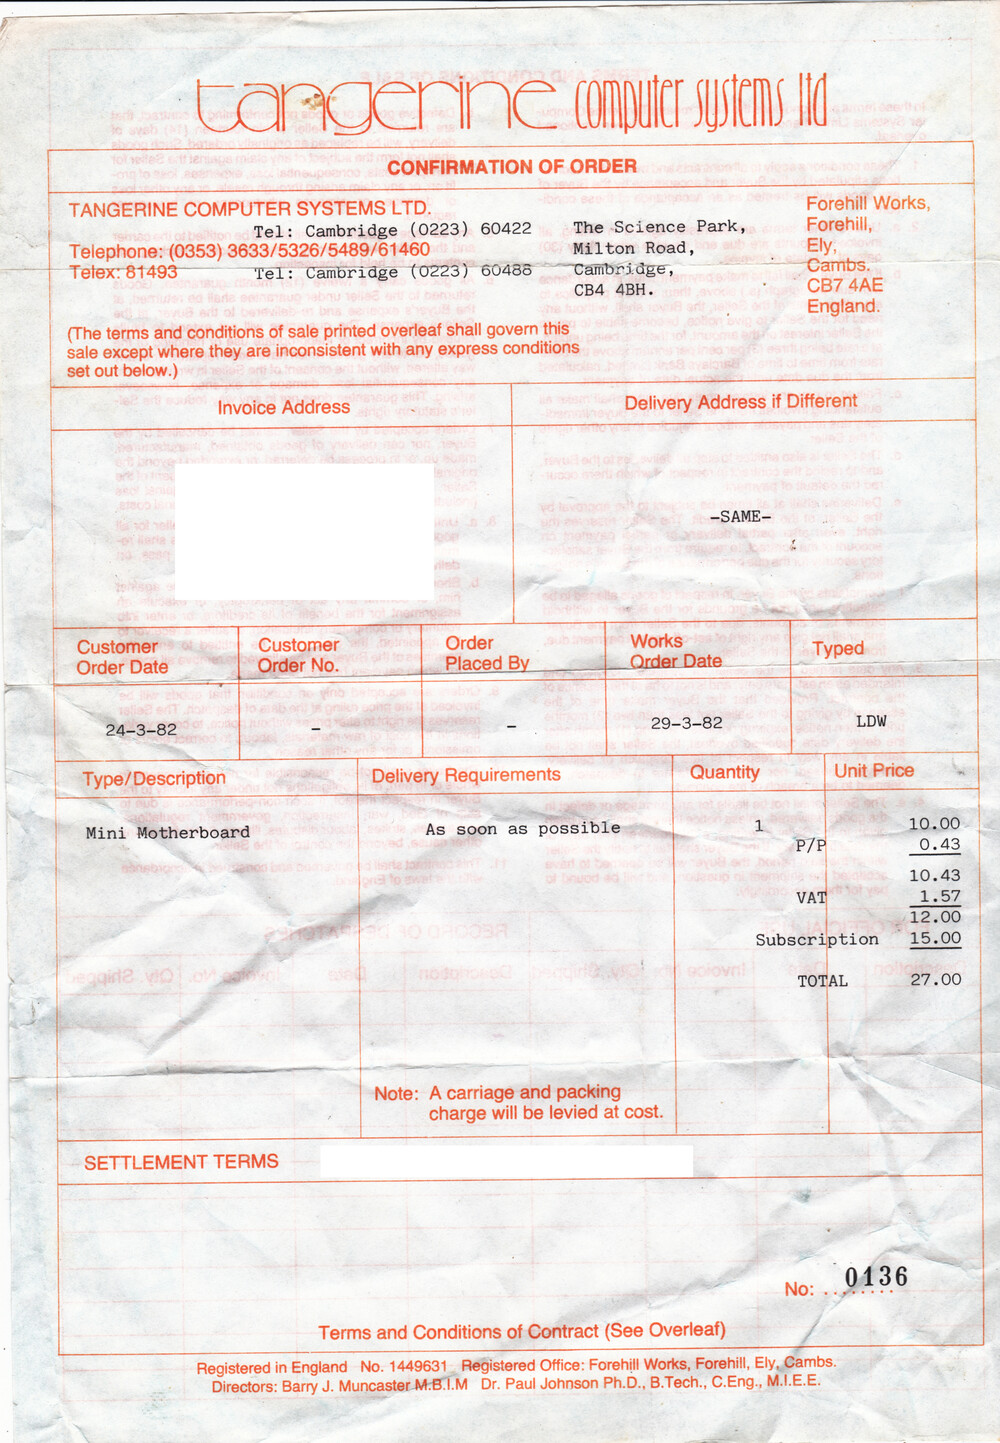 tangerine computer systems ltd
CONFIRMATION OF ORDER
TANGERINE COMPUTER SYSTEMS LTD.
Tel: Cambridge (0223) 60422
Telephone: (0353) 3633/5326/5489/61460
Telex: 81493
Tel: Cambridge (0223) 60488
The Science Park,
Milton Road,
Cambridge,
CB4 4BH.
Forehill Works,
Forehill,
Ely,
Cambs.
CB7 4AE
England.
(The terms and conditions of sale printed overleaf shall govern this
sale except where they are inconsistent with any express conditions
set out below.)
Invoice Address
Delivery Address if Different
-SAME-
Customer Order Date
Customer Order No.
Order Placed By
Works Order Date
Typed
24-3-82
-
-
29-3-82
LDW
Type/Description
Delivery Requirements
Quantity
Unit Price
Mini Motherboard
As soon as possible
1
10.00
P/P 0.43
10.43
VAT 1.57
12.00
Subscription 15.00
TOTAL 27.00
Note: A carriage and packing
charge will be levied at cost.
SETTLEMENT TERMS
No: 0136
Terms and Conditions of Contract (See Overleaf)
Registered in England No. 1449631 Registered Office: Forehill Works, Forehill, Ely, Cambs.
Directors: Barry J. Muncaster M.B.I.M Dr. Paul Johnson Ph.D., B.Tech., C.Eng., M.I.E.E.